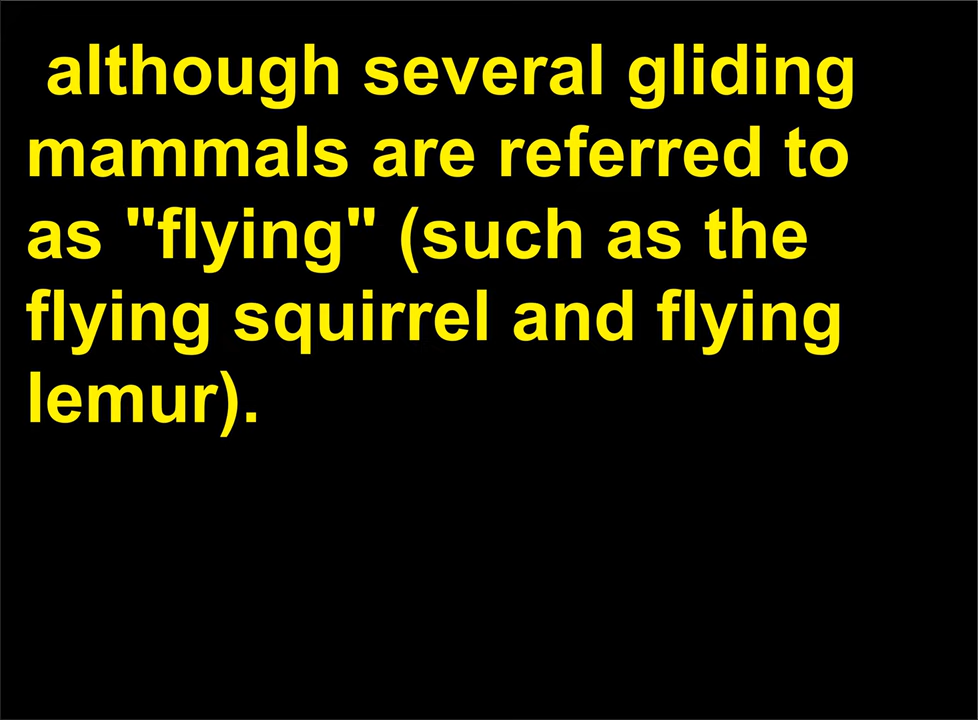 although several gliding
mammals are referred to
as "flying" (such as the
flying squirrel and flying
lemur).